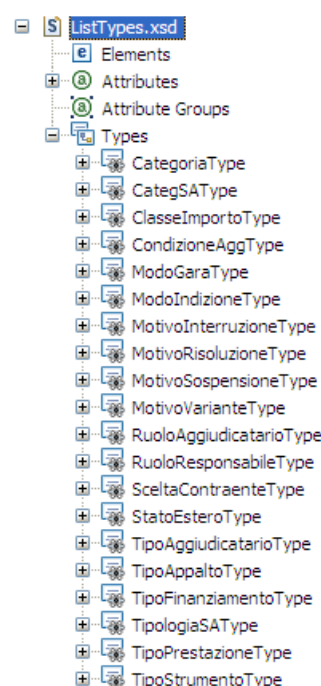 ListTypes.xsd
Elements
Attributes
Attribute Groups
Types
CategoriaType
CategSAType
ClasseImportoType
CondizioneAggType
ModoGaraType
ModoIndizioneType
MotivoInterruzioneType
MotivoRisoluzioneType
MotivoSospensioneType
MotivoVarianteType
RuoloAggiudicatarioType
RuoloResponsabileType
SceltaContraenteType
StatoEsteroType
TipoAggiudicatarioType
TipoAppaltoType
TipoFinanziamentoType
TipologiaSAType
TipoPrestazioneType
TipoStrumentoType